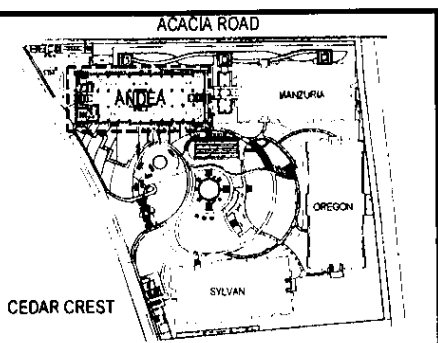 ACACIA ROAD
ANDEA
MANZURIA
OREGON
SYLVAN
CEDAR CREST